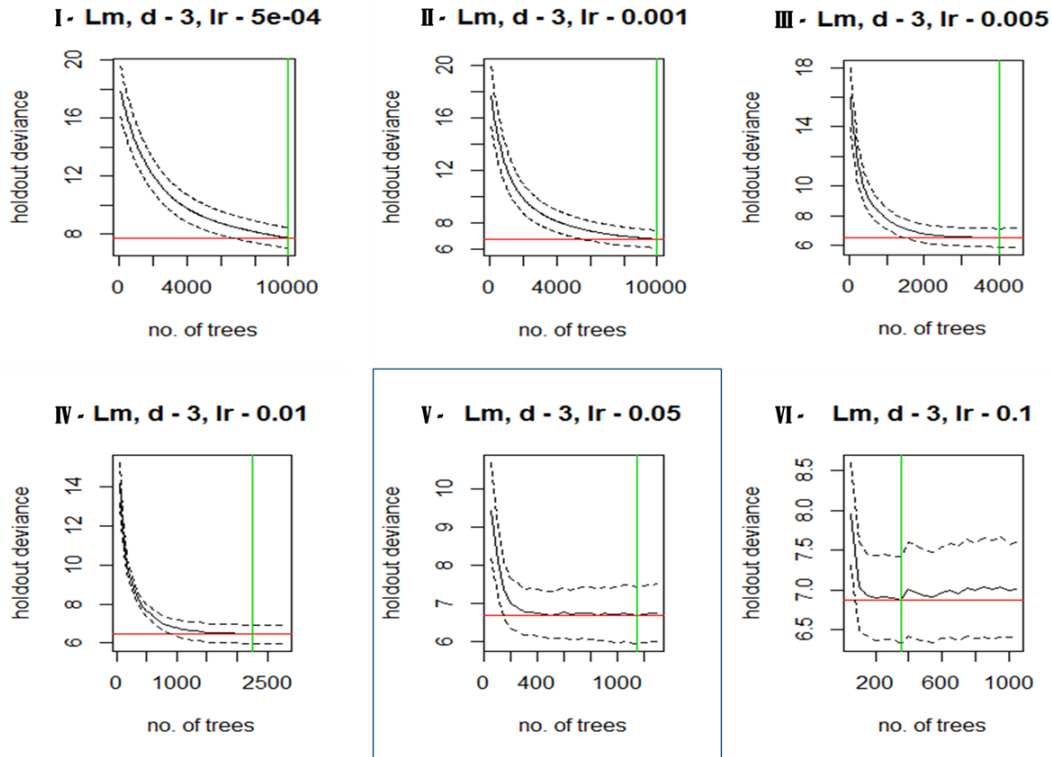 I - Lm, d - 3, lr - 5e-04
holdout deviance
20
16
12
8
0
4000
10000
no. of trees
II - Lm, d - 3, lr - 0.001
holdout deviance
20
16
12
8
6
0
4000
10000
no. of trees
III - Lm, d - 3, lr - 0.005
holdout deviance
18
14
10
8
6
0
2000
4000
no. of trees
IV - Lm, d - 3, lr - 0.01
holdout deviance
14
12
10
8
6
0
1000
2500
no. of trees
V - Lm, d - 3, lr - 0.05
holdout deviance
10
9
8
7
6
0
400
1000
no. of trees
VI - Lm, d - 3, lr - 0.1
holdout deviance
8.5
8.0
7.5
7.0
6.5
200
600
1000
no. of trees